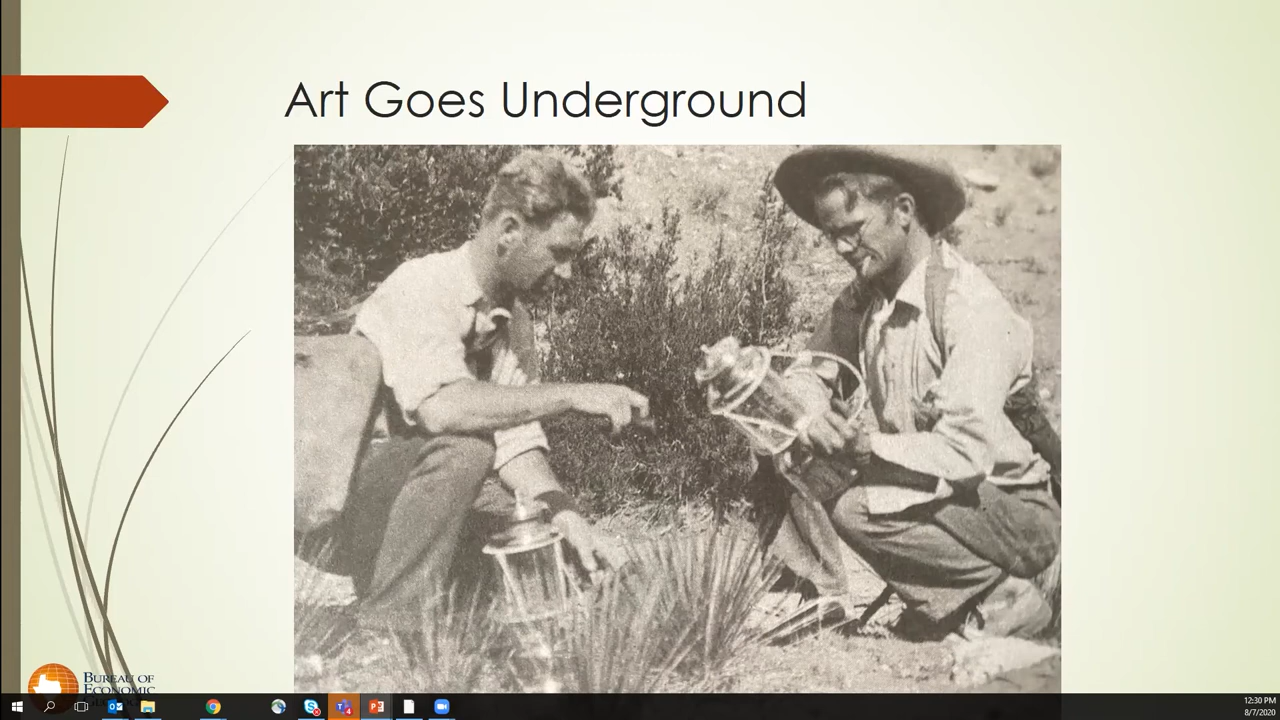 Art Goes Underground
BUREAU OF
ECONOMIC
12:30 PM
8/7/2020